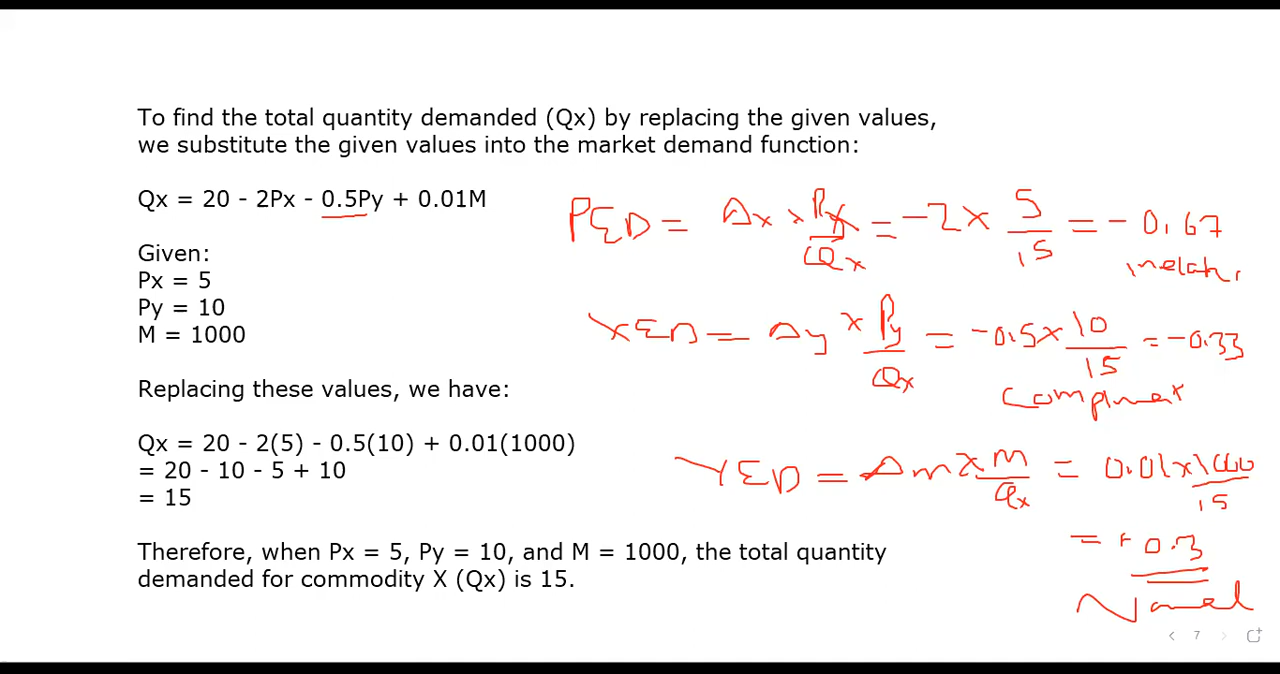 To find the total quantity demanded (Qx) by replacing the given values,
we substitute the given values into the market demand function:
Qx = 20 - 2Px - 0.5Py + 0.01M
Given:
Px = 5
Py = 10
M = 1000
Replacing these values, we have:
Qx = 20 - 2(5) - 0.5(10) + 0.01(1000)
= 20 - 10 - 5 + 10
= 15
Therefore, when Px = 5, Py = 10, and M = 1000, the total quantity
demanded for commodity X (Qx) is 15.
PED = Δx × Px/Qx = -2 × 5/15 = -0.67
XED = Δy × Py/Qx = -0.5 × 10/15 = -0.33
YED = Δm × m/Qx = 0.01 × /15
= +0.3
7